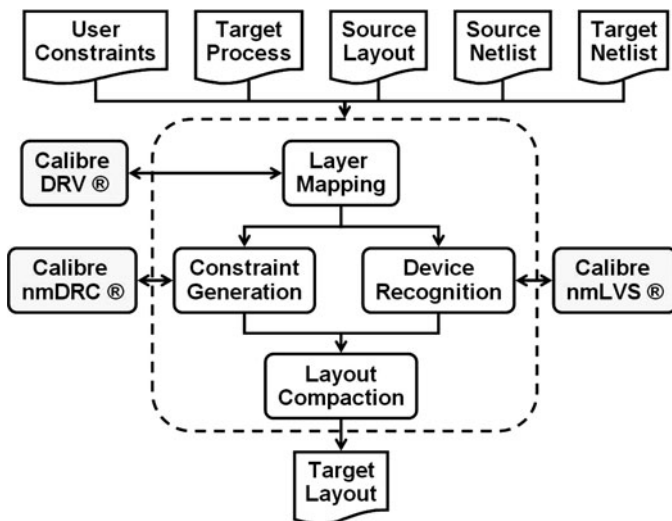 User
Constraints
Target
Process
Source
Layout
Source
Netlist
Target
Netlist
Calibre
DRV ®
Layer
Mapping
Calibre
nmDRC ®
Constraint
Generation
Device
Recognition
Calibre
nmLVS ®
Layout
Compaction
Target
Layout